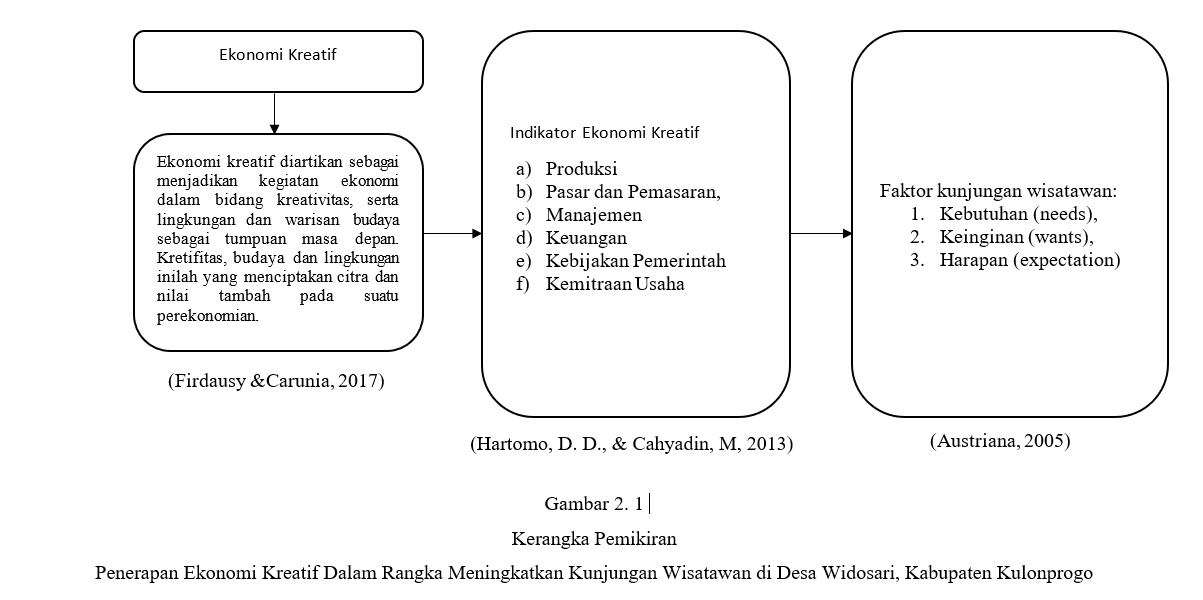 Ekonomi Kreatif
Ekonomi kreatif diartikan sebagai
menjadikan kegiatan ekonomi
dalam bidang kreativitas, serta
lingkungan dan warisan budaya
sebagai tumpuan masa depan.
Kretifitas, budaya dan lingkungan
inilah yang menciptakan citra dan
nilai tambah pada suatu
perekonomian.
(Firdausy &Carunia, 2017)
Indikator Ekonomi Kreatif
a) Produksi
b) Pasar dan Pemasaran,
c) Manajemen
d) Keuangan
e) Kebijakan Pemerintah
f) Kemitraan Usaha
(Hartomo, D. D., & Cahyadin, M, 2013)
Faktor kunjungan wisatawan:
1. Kebutuhan (needs),
2. Keinginan (wants),
3. Harapan (expectation)
(Austriana, 2005)
Gambar 2. 1
Kerangka Pemikiran
Penerapan Ekonomi Kreatif Dalam Rangka Meningkatkan Kunjungan Wisatawan di Desa Widosari, Kabupaten Kulonprogo